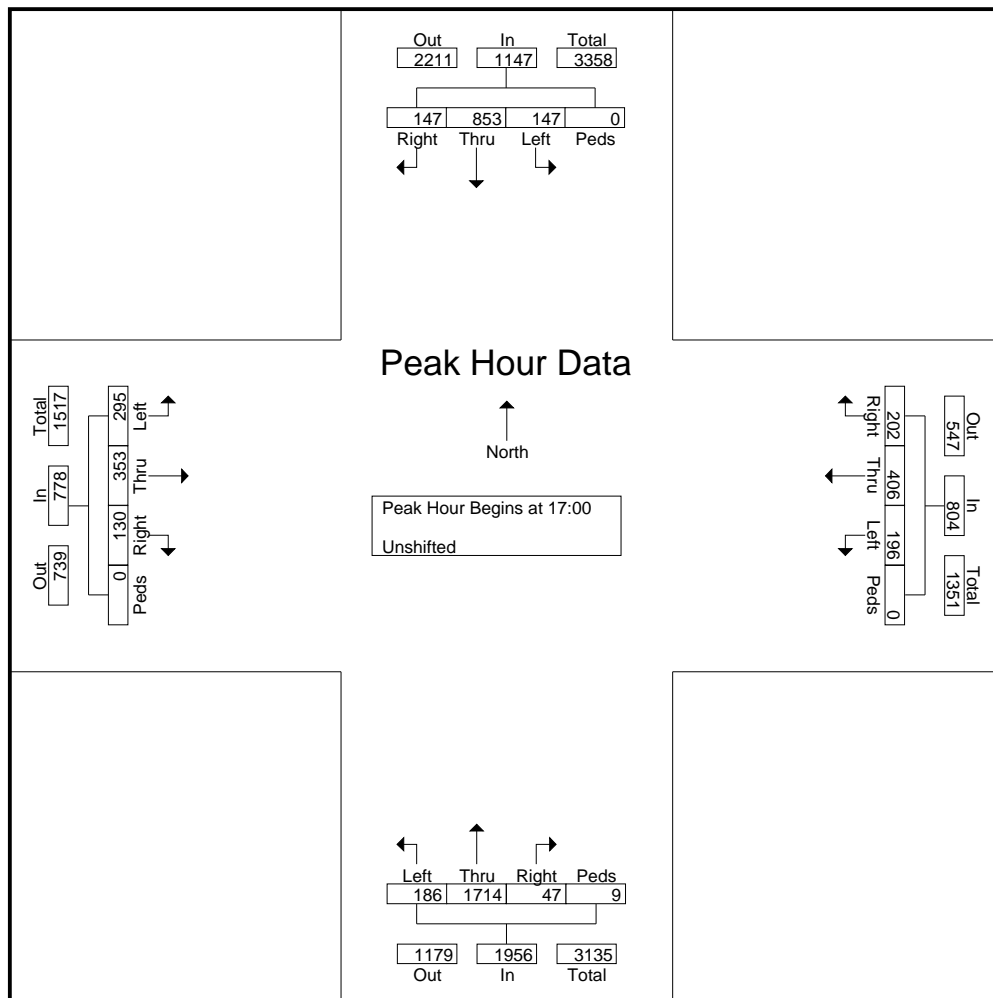 Out In Total
2211 1147 3358
147 853 147 0
Right Thru Left Peds
Peak Hour Data
North
Peak Hour Begins at 17:00
Unshifted
Total In Out
1517 778 739
295 353 130 0
Left Thru Right Peds
Right Thru Left Peds
202 406 196 0
Out In Total
547 804 1351
Left Thru Right Peds
186 1714 47 9
1179 1956 3135
Out In Total